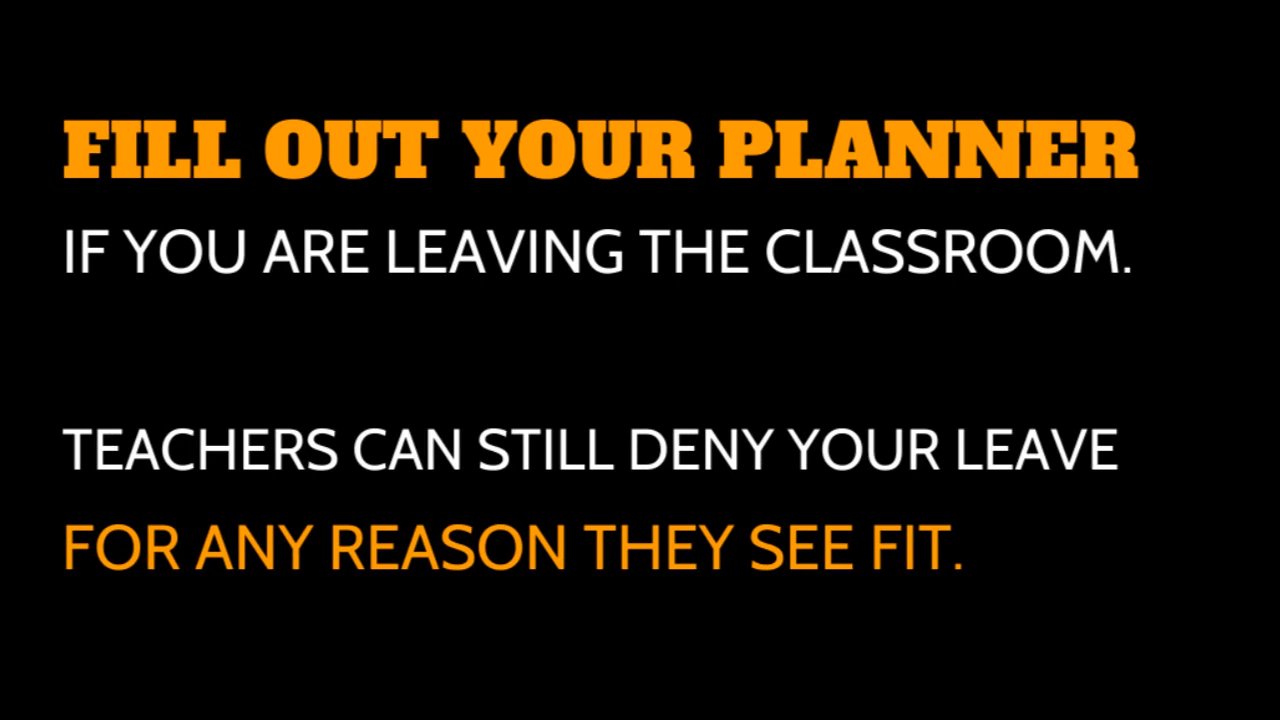 FILL OUT YOUR PLANNER
IF YOU ARE LEAVING THE CLASSROOM.
TEACHERS CAN STILL DENY YOUR LEAVE
FOR ANY REASON THEY SEE FIT.